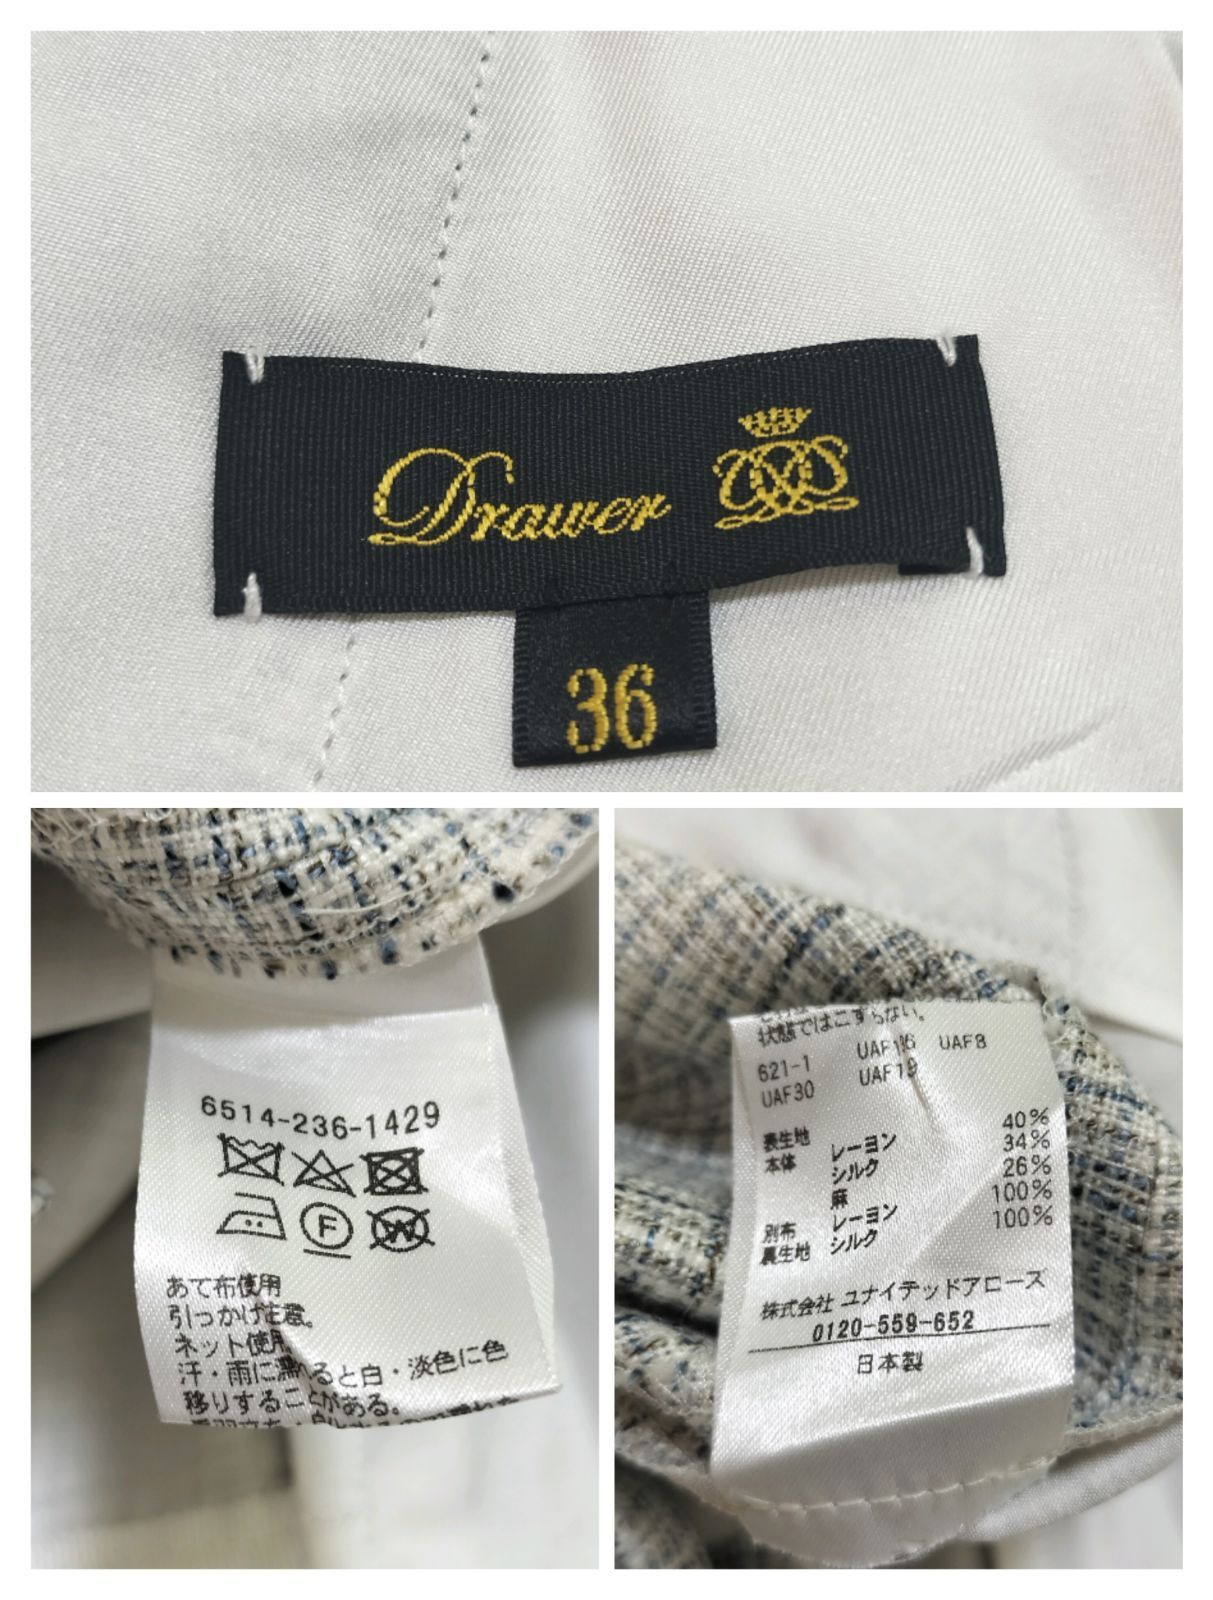 Drawer
36
6514-236-1429
F
W
あて布使用
引っかけ注意。
ネット使用
汗・雨に濡れると白・淡色に色
移りすることがある。
状態ではこすらない。
621-1 UAF16 UAF8
UAF30 UAF19
表生地 レーヨン 40%
本体 シルク 34%
麻 26%
別布 レーヨン 100%
裏生地 シルク 100%
株式会社 ユナイテッドアローズ
0120-559-652
日本製